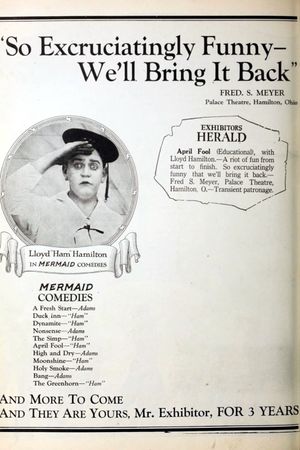 "So Excruciatingly Funny—
We'll Bring It Back"
FRED. S. MEYER
Palace Theatre, Hamilton, Ohio
EXHIBITORS
HERALD
April Fool (Educational), with
Lloyd Hamilton.—A riot of fun from
start to finish. So excruciatingly
funny that we'll bring it back.—
Fred S. Meyer, Palace Theatre,
Hamilton, O.—Transient patronage.
Lloyd "Ham" Hamilton
IN MERMAID COMEDIES
MERMAID
COMEDIES
A Fresh Start—Adams
Duck inn—"Ham"
Dynamite—"Ham"
Nonsense—Adams
The Simp—"Ham"
April Fool—"Ham"
High and Dry—Adams
Moonshine—"Ham"
Holy Smoke—Adams
Bang—Adams
The Greenhorn—"Ham"
AND MORE TO COME
AND THEY ARE YOURS, Mr. Exhibitor, FOR 3 YEARS